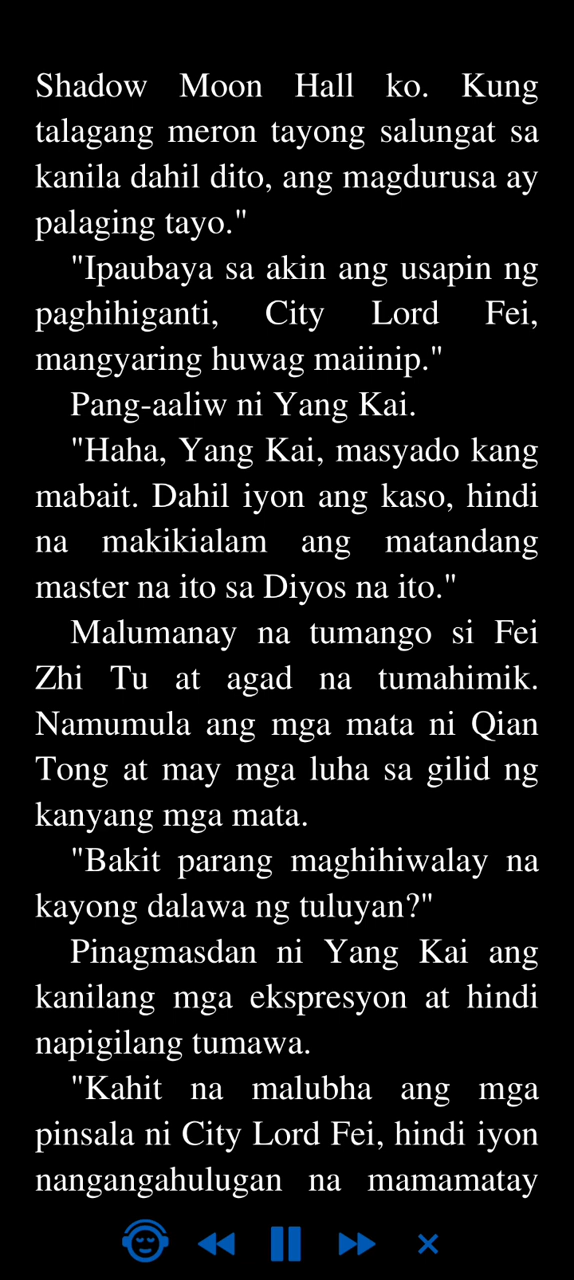 Shadow Moon Hall ko. Kung
talagang meron tayong salungat sa
kanila dahil dito, ang magdurusa ay
palaging tayo."
"Ipaubaya sa akin ang usapin ng
paghihiganti, City Lord Fei,
mangyaring huwag maiinip."
Pang-aaliw ni Yang Kai.
"Haha, Yang Kai, masyado kang
mabait. Dahil iyon ang kaso, hindi
na makikialam ang matandang
master na ito sa Diyos na ito."
Malumanay na tumango si Fei
Zhi Tu at agad na tumahimik.
Namumula ang mga mata ni Qian
Tong at may mga luha sa gilid ng
kanyang mga mata.
"Bakit parang maghihiwalay na
kayong dalawa ng tuluyan?"
Pinagmasdan ni Yang Kai ang
kanilang mga ekspresyon at hindi
napigilang tumawa.
"Kahit na malubha ang mga
pinsala ni City Lord Fei, hindi iyon
nangangahulugan na mamamatay